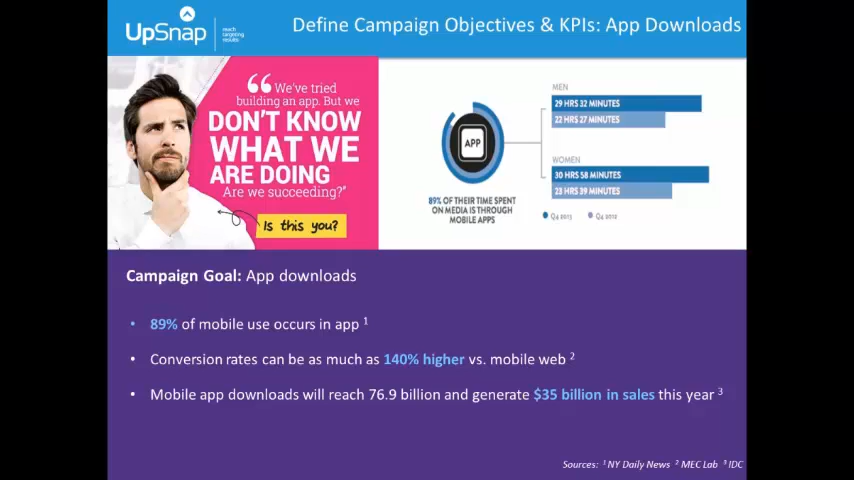 UpSnap
reach
targeting
results
Define Campaign Objectives & KPIs: App Downloads
“We've tried
building an app. But we
DON'T KNOW
WHAT WE
ARE DOING
Are we succeeding?”
Is this you?
APP
89% OF THEIR TIME SPENT
ON MEDIA IS THROUGH
MOBILE APPS
MEN
29 HRS 32 MINUTES
22 HRS 27 MINUTES
WOMEN
30 HRS 58 MINUTES
23 HRS 39 MINUTES
Q4 2013 Q4 2012
Campaign Goal: App downloads
• 89% of mobile use occurs in app 1
• Conversion rates can be as much as 140% higher vs. mobile web 2
• Mobile app downloads will reach 76.9 billion and generate $35 billion in sales this year 3
Sources: 1 NY Daily News 2 MEC Lab 3 IDC